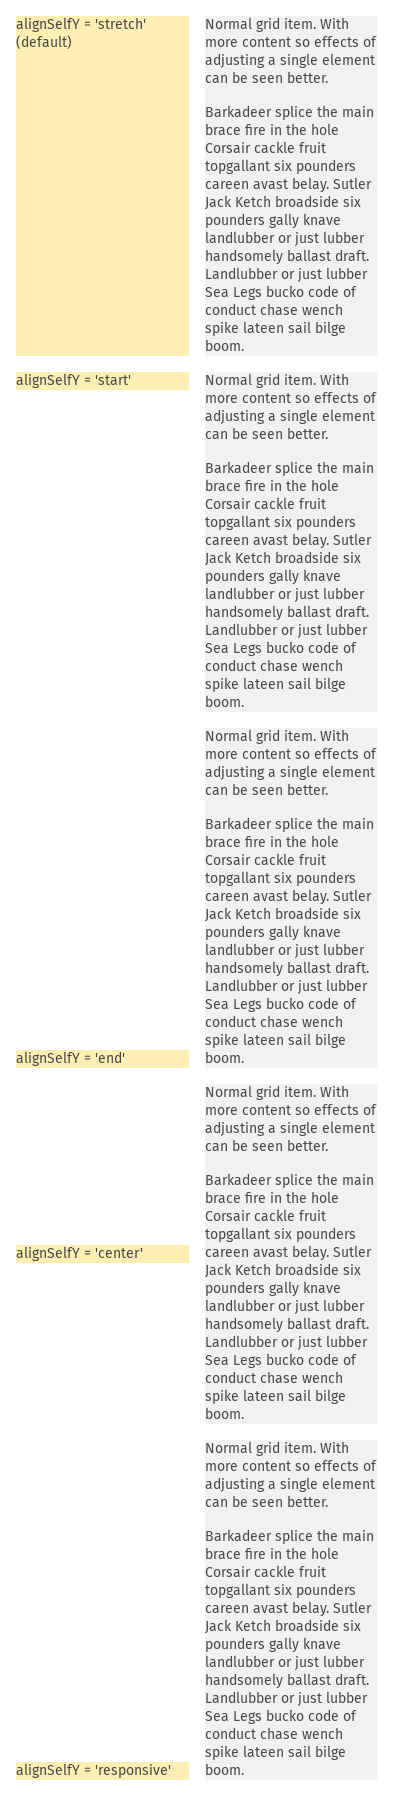 alignSelfY = 'stretch'
(default)
Normal grid item. With
more content so effects of
adjusting a single element
can be seen better.
Barkadeer splice the main
brace fire in the hole
Corsair cackle fruit
topgallant six pounders
careen avast belay. Sutler
Jack Ketch broadside six
pounders gally knave
landlubber or just lubber
handsomely ballast draft.
Landlubber or just lubber
Sea Legs bucko code of
conduct chase wench
spike lateen sail bilge
boom.
alignSelfY = 'start'
Normal grid item. With
more content so effects of
adjusting a single element
can be seen better.
Barkadeer splice the main
brace fire in the hole
Corsair cackle fruit
topgallant six pounders
careen avast belay. Sutler
Jack Ketch broadside six
pounders gally knave
landlubber or just lubber
handsomely ballast draft.
Landlubber or just lubber
Sea Legs bucko code of
conduct chase wench
spike lateen sail bilge
boom.
alignSelfY = 'end'
Normal grid item. With
more content so effects of
adjusting a single element
can be seen better.
Barkadeer splice the main
brace fire in the hole
Corsair cackle fruit
topgallant six pounders
careen avast belay. Sutler
Jack Ketch broadside six
pounders gally knave
landlubber or just lubber
handsomely ballast draft.
Landlubber or just lubber
Sea Legs bucko code of
conduct chase wench
spike lateen sail bilge
boom.
alignSelfY = 'center'
Normal grid item. With
more content so effects of
adjusting a single element
can be seen better.
Barkadeer splice the main
brace fire in the hole
Corsair cackle fruit
topgallant six pounders
careen avast belay. Sutler
Jack Ketch broadside six
pounders gally knave
landlubber or just lubber
handsomely ballast draft.
Landlubber or just lubber
Sea Legs bucko code of
conduct chase wench
spike lateen sail bilge
boom.
alignSelfY = 'responsive'
Normal grid item. With
more content so effects of
adjusting a single element
can be seen better.
Barkadeer splice the main
brace fire in the hole
Corsair cackle fruit
topgallant six pounders
careen avast belay. Sutler
Jack Ketch broadside six
pounders gally knave
landlubber or just lubber
handsomely ballast draft.
Landlubber or just lubber
Sea Legs bucko code of
conduct chase wench
spike lateen sail bilge
boom.